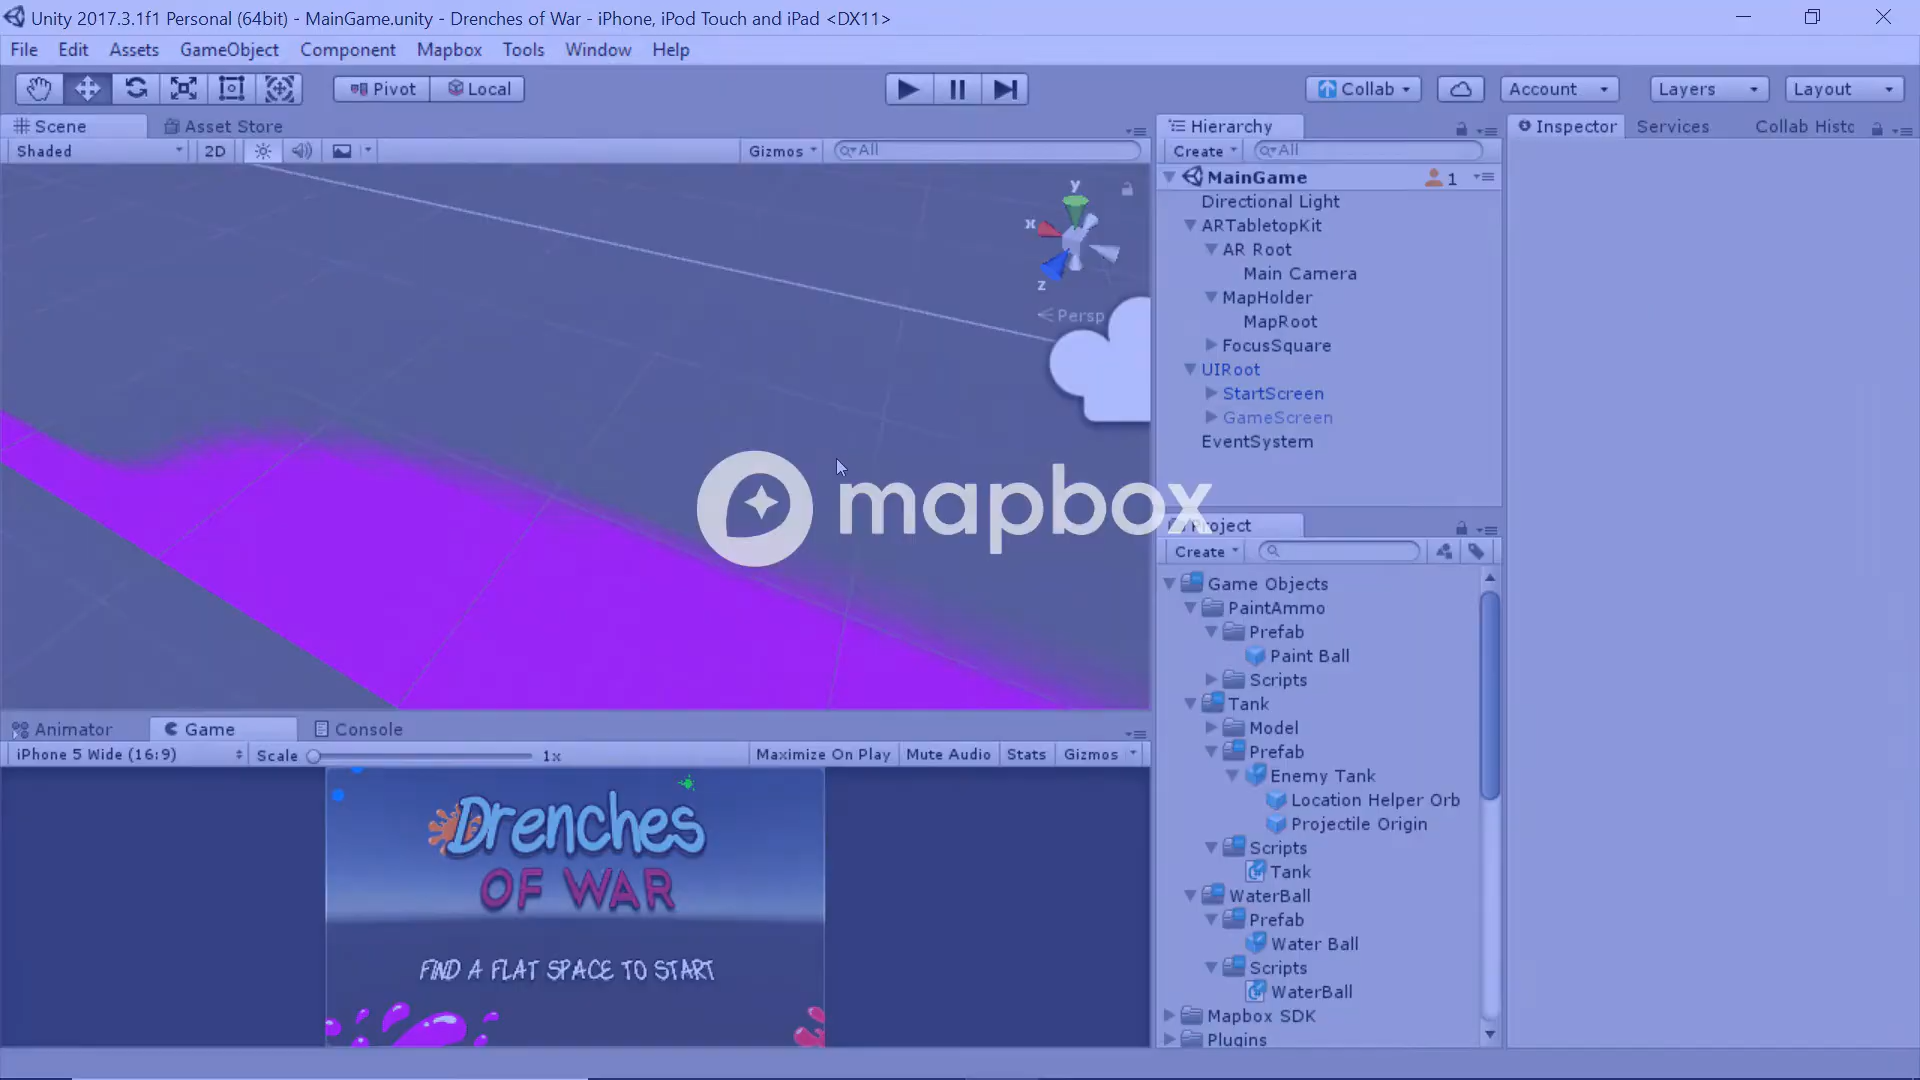 Unity 2017.3.1f1 Personal (64bit) - MainGame.unity - Drenches of War - iPhone, iPod Touch and iPad <DX11>
File Edit Assets GameObject Component Mapbox Tools Window Help
Pivot Local Collab Account Layers Layout
Scene Asset Store
Shaded 2D Gizmos All
y
x
z
Persp
mapbox
Hierarchy
Create All
MainGame 1
Directional Light
ARTabletopKit
AR Root
Main Camera
MapHolder
MapRoot
FocusSquare
UIRoot
StartScreen
GameScreen
EventSystem
Inspector Services Collab Histo
Project
Create
Game Objects
PaintAmmo
Prefab
Paint Ball
Scripts
Tank
Model
Prefab
Enemy Tank
Location Helper Orb
Projectile Origin
Scripts
Tank
WaterBall
Prefab
Water Ball
Scripts
WaterBall
Mapbox SDK
Plugins
Animator Game Console
iPhone 5 Wide (16:9) Scale 1x Maximize On Play Mute Audio Stats Gizmos
Drenches
OF WAR
FIND A FLAT SPACE TO START